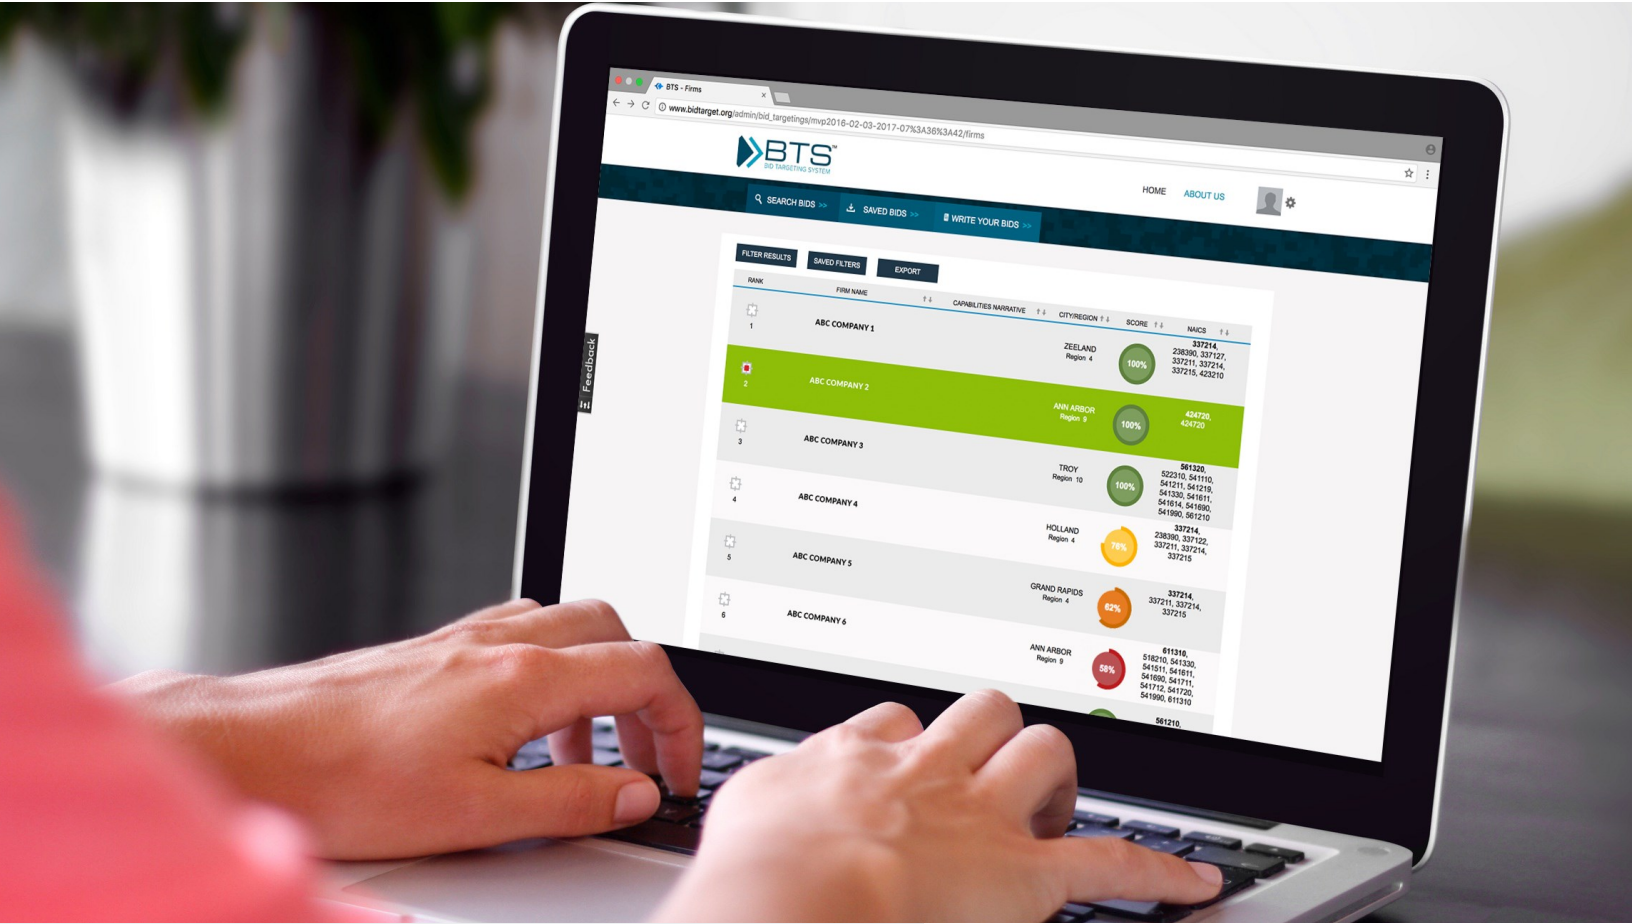 BTS - Firms
www.bidtarget.org/admin/bid_targetings/mvp2016-02-03-2017-07%3A36%3A42/firms
BTS™
BID TARGETING SYSTEM
HOME ABOUT US
SEARCH BIDS >> SAVED BIDS >> WRITE YOUR BIDS >>
FILTER RESULTS SAVED FILTERS EXPORT
RANK FIRM NAME CAPABILITIES NARRATIVE CITY/REGION SCORE NAICS
1 ABC COMPANY 1 ZEELAND 100% 337214,
Region 4 238390, 337127,
337211, 337214,
337215, 423210
2 ABC COMPANY 2 ANN ARBOR 100% 424720,
Region 9 424720
3 ABC COMPANY 3 TROY 100% 561320,
Region 10 522310, 541110,
541211, 541219,
541330, 541611,
541614, 541690,
541990, 561210
4 ABC COMPANY 4 HOLLAND 76% 337214,
Region 4 238390, 337122,
337211, 337214,
337215
5 ABC COMPANY 5 GRAND RAPIDS 62% 337214,
Region 4 337211, 337214,
337215
6 ABC COMPANY 6 ANN ARBOR 58% 611310,
Region 9 518210, 541330,
541511, 541611,
541690, 541711,
541712, 541720,
541990, 611310
561210,
Feedback